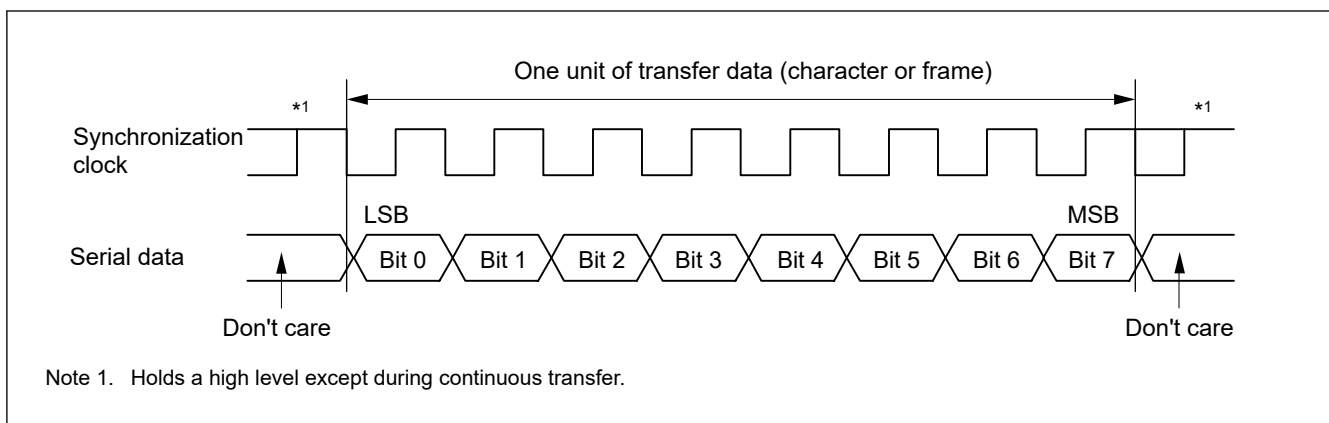 One unit of transfer data (character or frame)
*1
*1
Synchronization
clock
LSB
MSB
Serial data
Bit 0 Bit 1 Bit 2 Bit 3 Bit 4 Bit 5 Bit 6 Bit 7
Don't care
Don't care
Note 1. Holds a high level except during continuous transfer.